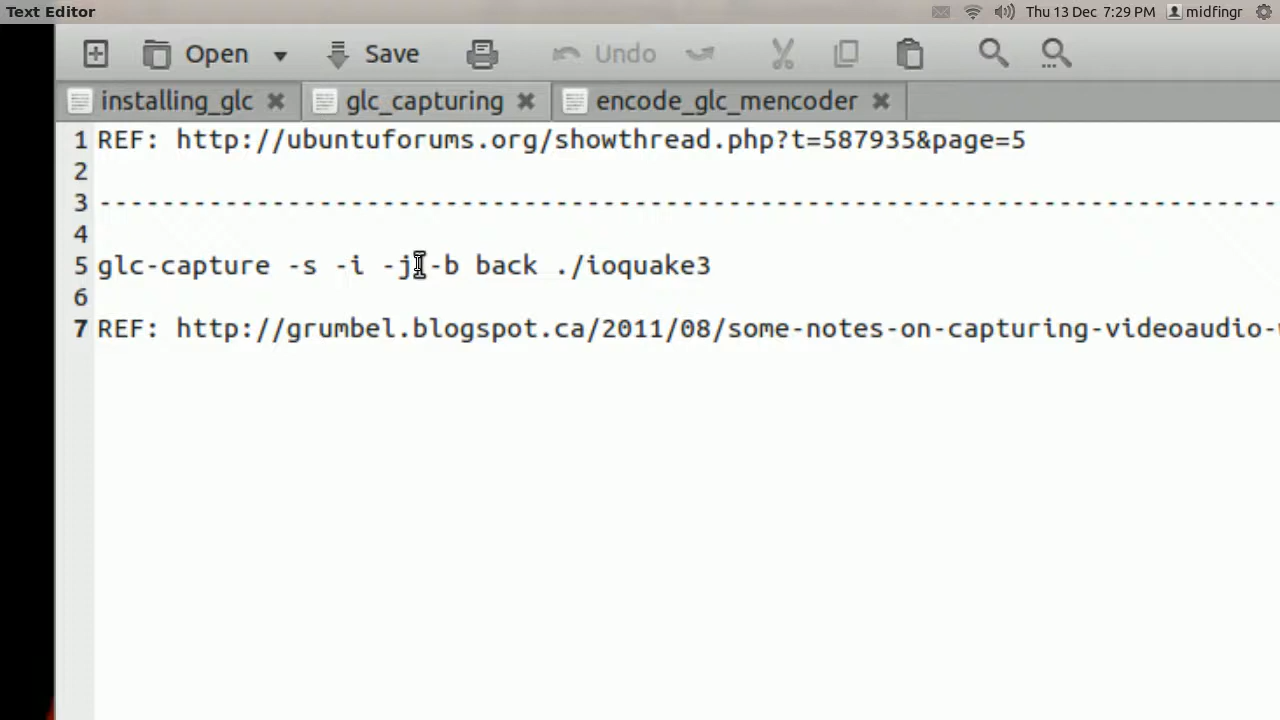 Text Editor
Thu 13 Dec 7:29 PM midfingr
Open Save Undo
installing_glc glc_capturing encode_glc_mencoder
1 REF: http://ubuntuforums.org/showthread.php?t=587935&page=5
2
3 --------------------------------------------------------------------------------
4
5 glc-capture -s -i -j -b back ./ioquake3
6
7 REF: http://grumbel.blogspot.ca/2011/08/some-notes-on-capturing-videoaudio-